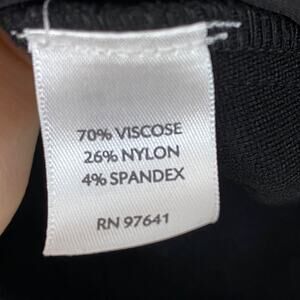 70% VISCOSE
26% NYLON
4% SPANDEX
RN 97641